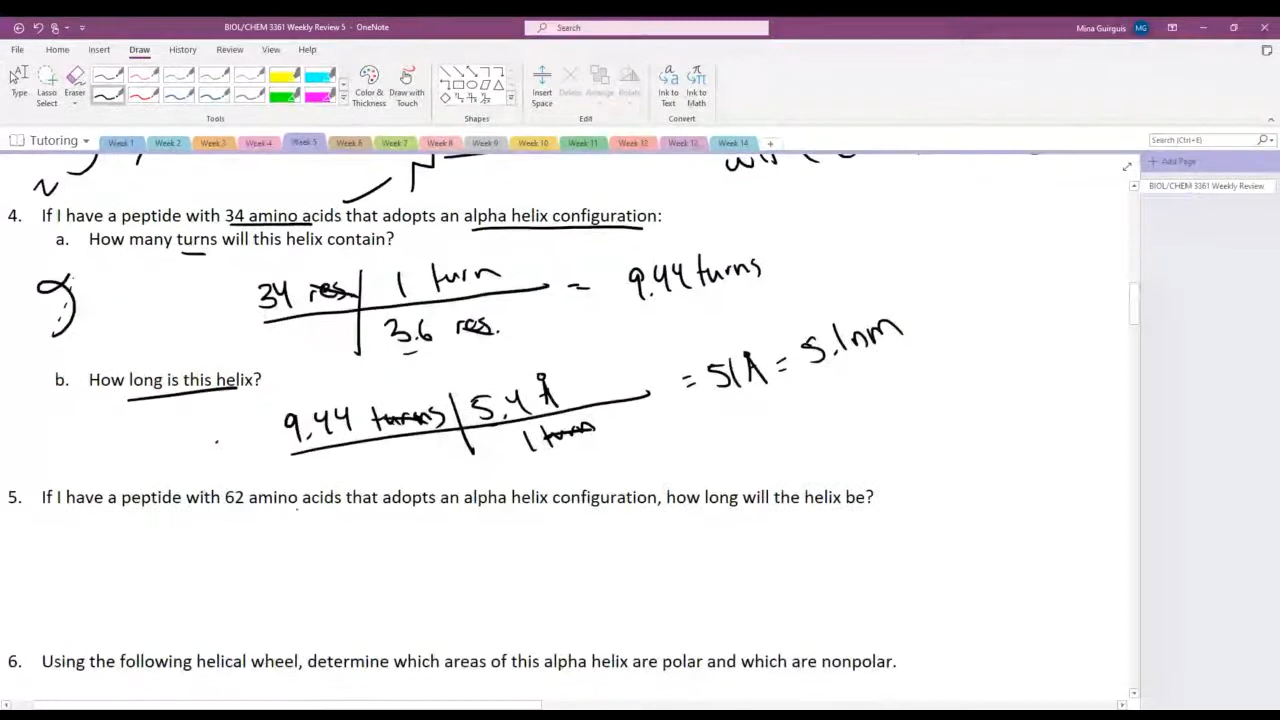 BIOL/CHEM 3361 Weekly Review 5 - OneNote
Search
Mina Guirguis MG
File Home Insert Draw History Review View Help
Type Lasso Select Eraser Color & Thickness Draw with Touch Insert Space Delete Arrange Rotate Ink to Text Ink to Math
Tools Shapes Edit Convert
Tutoring Week 1 Week 2 Week 3 Week 4 Week 5 Week 6 Week 7 Week 8 Week 9 Week 10 Week 11 Week 12 Week 14
Search (Ctrl+E)
Add Page
BIOL/CHEM 3361 Weekly Review
N
4. If I have a peptide with 34 amino acids that adopts an alpha helix configuration:
a. How many turns will this helix contain?
34 res 1 turn = 9.44 turns
3.6 res.
b. How long is this helix?
9.44 turns 5.4 Å = 51Å = 5.1nm
1 turn
5. If I have a peptide with 62 amino acids that adopts an alpha helix configuration, how long will the helix be?
6. Using the following helical wheel, determine which areas of this alpha helix are polar and which are nonpolar.